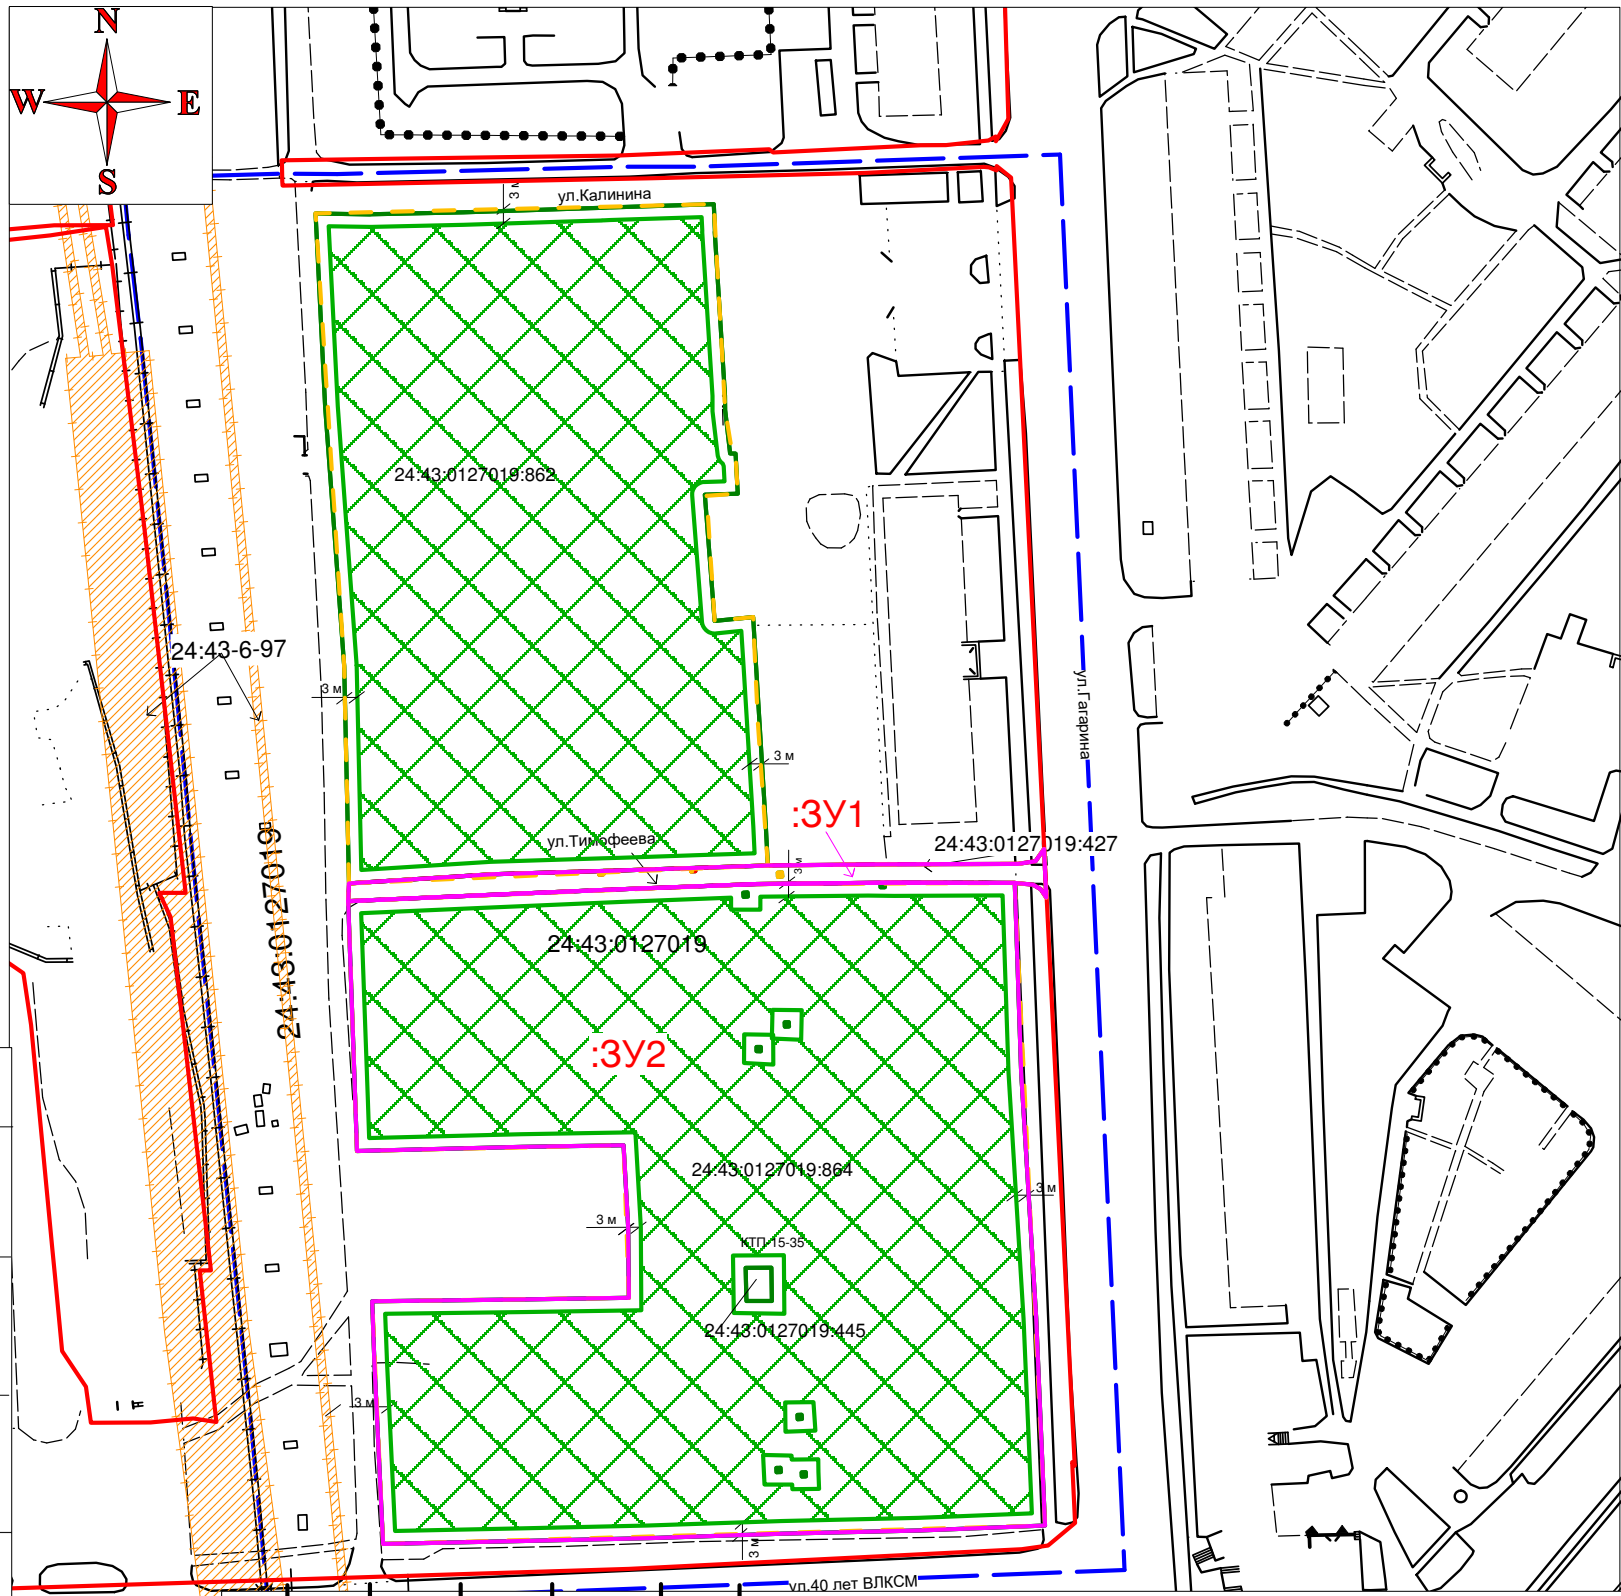 N
W E
S
3 м
ул.Калинина
24:43:0127019:862
24:43-6-97
3 м
ул.Гагарина
3 м
:ЗУ1
ул.Тимофеева
24:43:0127019:427
3 м
24:43:0127019
24:43:0127019
:ЗУ2
24:43:0127019:864
3 м
3 м
КТП-15-35
24:43:0127019:445
3 м
3 м
ул.40 лет ВЛКСМ